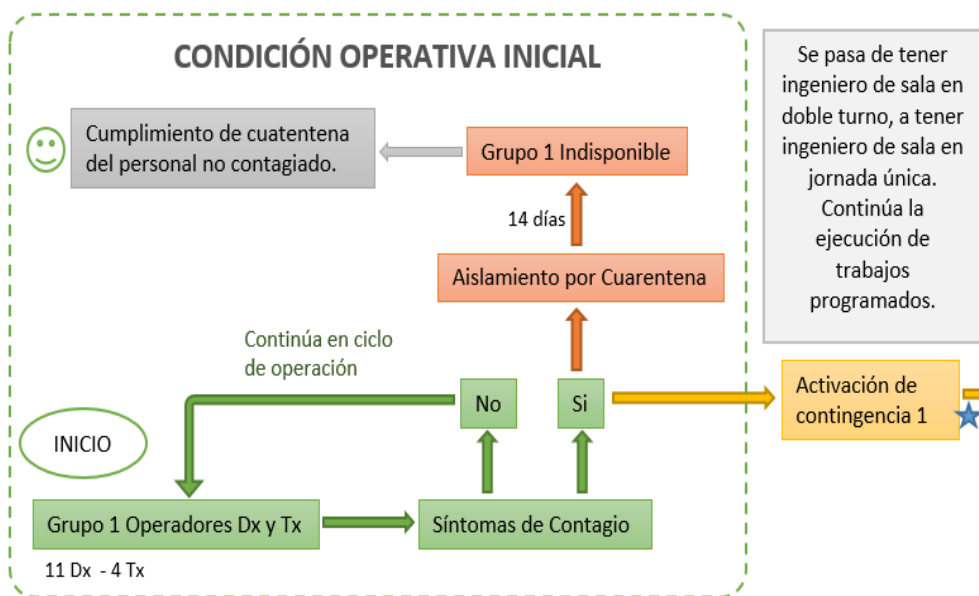 CONDICIÓN OPERATIVA INICIAL
Cumplimiento de cuatentena
del personal no contagiado.
Grupo 1 Indisponible
14 días
Aislamiento por Cuarentena
Continúa en ciclo
de operación
No
Si
INICIO
Grupo 1 Operadores Dx y Tx
Síntomas de Contagio
11 Dx - 4 Tx
Se pasa de tener
ingeniero de sala en
doble turno, a tener
ingeniero de sala en
jornada única.
Continúa la
ejecución de
trabajos
programados.
Activación de
contingencia 1